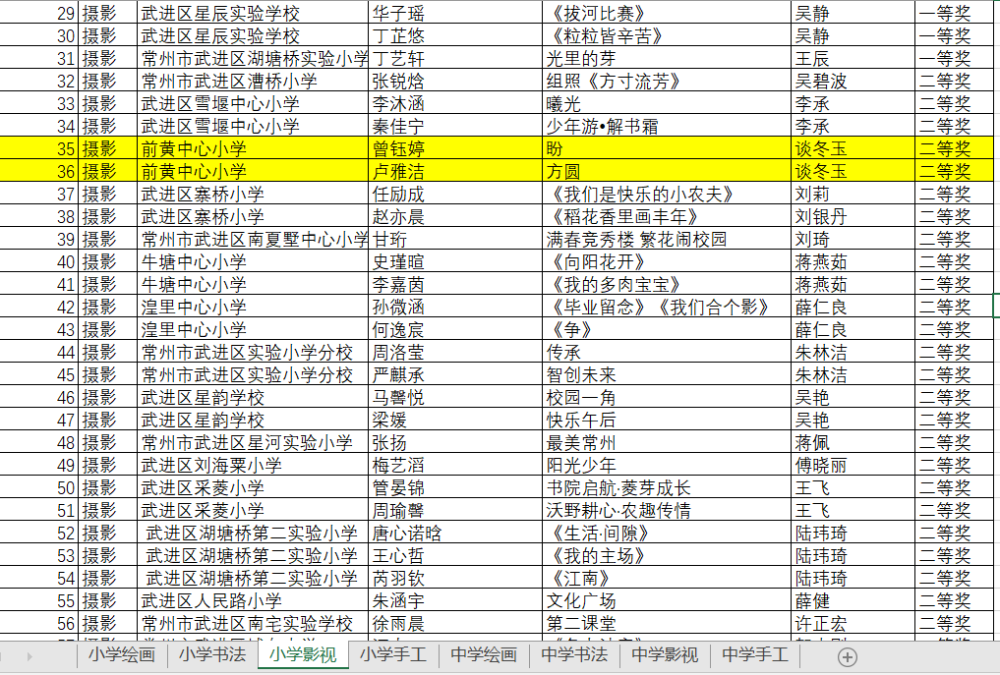 29 摄影 武进区星辰实验学校 华子瑶 《拔河比赛》 吴静 一等奖
30 摄影 武进区星辰实验学校 丁芷悠 《粒粒皆辛苦》 吴静 一等奖
31 摄影 常州市武进区湖塘桥实验小学 丁艺轩 光里的芽 王辰 一等奖
32 摄影 常州市武进区漕桥小学 张锐焓 组照《方寸流芳》 吴碧波 二等奖
33 摄影 武进区雪堰中心小学 李沐涵 曦光 李承 二等奖
34 摄影 武进区雪堰中心小学 秦佳宁 少年游•解书霜 李承 二等奖
35 摄影 前黄中心小学 曾钰婷 盼 谈冬玉 二等奖
36 摄影 前黄中心小学 卢雅洁 方圆 谈冬玉 二等奖
37 摄影 武进区寨桥小学 任励成 《我们是快乐的小农夫》 刘莉 二等奖
38 摄影 武进区寨桥小学 赵亦晨 《稻花香里画丰年》 刘银丹 二等奖
39 摄影 常州市武进区南夏墅中心小学 甘珩 满春竞秀楼 繁花闹校园 刘琦 二等奖
40 摄影 牛塘中心小学 史瑾暄 《向阳花开》 蒋燕茹 二等奖
41 摄影 牛塘中心小学 李嘉茵 《我的多肉宝宝》 蒋燕茹 二等奖
42 摄影 湟里中心小学 孙微涵 《毕业留念》《我们合个影》 薛仁良 二等奖
43 摄影 湟里中心小学 何逸宸 《争》 薛仁良 二等奖
44 摄影 常州市武进区实验小学分校 周洛莹 传承 朱林洁 二等奖
45 摄影 常州市武进区实验小学分校 严麒承 智创未来 朱林洁 二等奖
46 摄影 武进区星韵学校 马馨悦 校园一角 吴艳 二等奖
47 摄影 武进区星韵学校 梁媛 快乐午后 吴艳 二等奖
48 摄影 常州市武进区星河实验小学 张扬 最美常州 蒋佩 二等奖
49 摄影 武进区刘海粟小学 梅艺滔 阳光少年 傅晓丽 二等奖
50 摄影 武进区采菱小学 管晏锦 书院启航·菱芽成长 王飞 二等奖
51 摄影 武进区采菱小学 周瑜馨 沃野耕心·农趣传情 王飞 二等奖
52 摄影 武进区湖塘桥第二实验小学 唐心诺晗 《生活·间隙》 陆玮琦 二等奖
53 摄影 武进区湖塘桥第二实验小学 王心哲 《我的主场》 陆玮琦 二等奖
54 摄影 武进区湖塘桥第二实验小学 芮羽钦 《江南》 陆玮琦 二等奖
55 摄影 武进区人民路小学 朱涵宇 文化广场 薛健 二等奖
56 摄影 常州市武进区南宅实验学校 徐雨晨 第二课堂 许正宏 二等奖
小学绘画 小学书法 小学影视 小学手工 中学绘画 中学书法 中学影视 中学手工